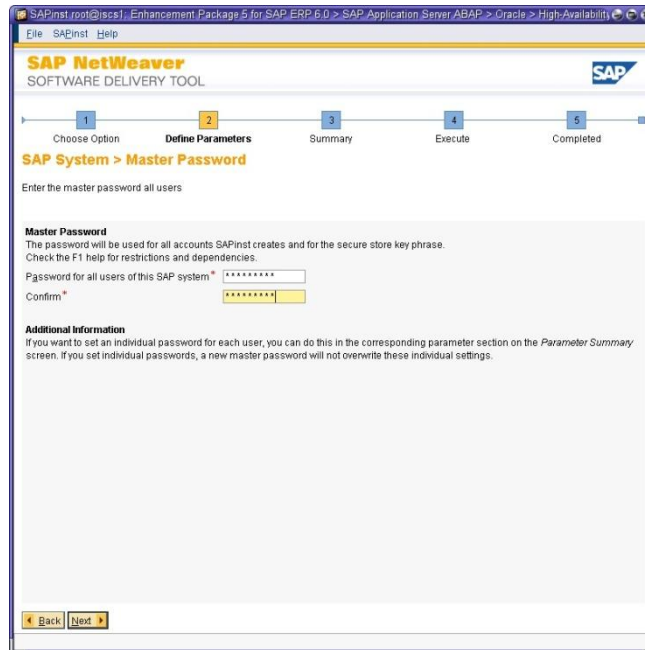 SAPinst root@jscs1: Enhancement Package 5 for SAP ERP 6.0 > SAP Application Server ABAP > Oracle > High-Availability
File SAPinst Help
SAP NetWeaver
SOFTWARE DELIVERY TOOL
SAP
1 2 3 4 5
Choose Option Define Parameters Summary Execute Completed
SAP System > Master Password
Enter the master password all users
Master Password
The password will be used for all accounts SAPinst creates and for the secure store key phrase.
Check the F1 help for restrictions and dependencies.
Password for all users of this SAP system* *********
Confirm* *********
Additional Information
If you want to set an individual password for each user, you can do this in the corresponding parameter section on the Parameter Summary
screen. If you set individual passwords, a new master password will not overwrite these individual settings.
Back Next